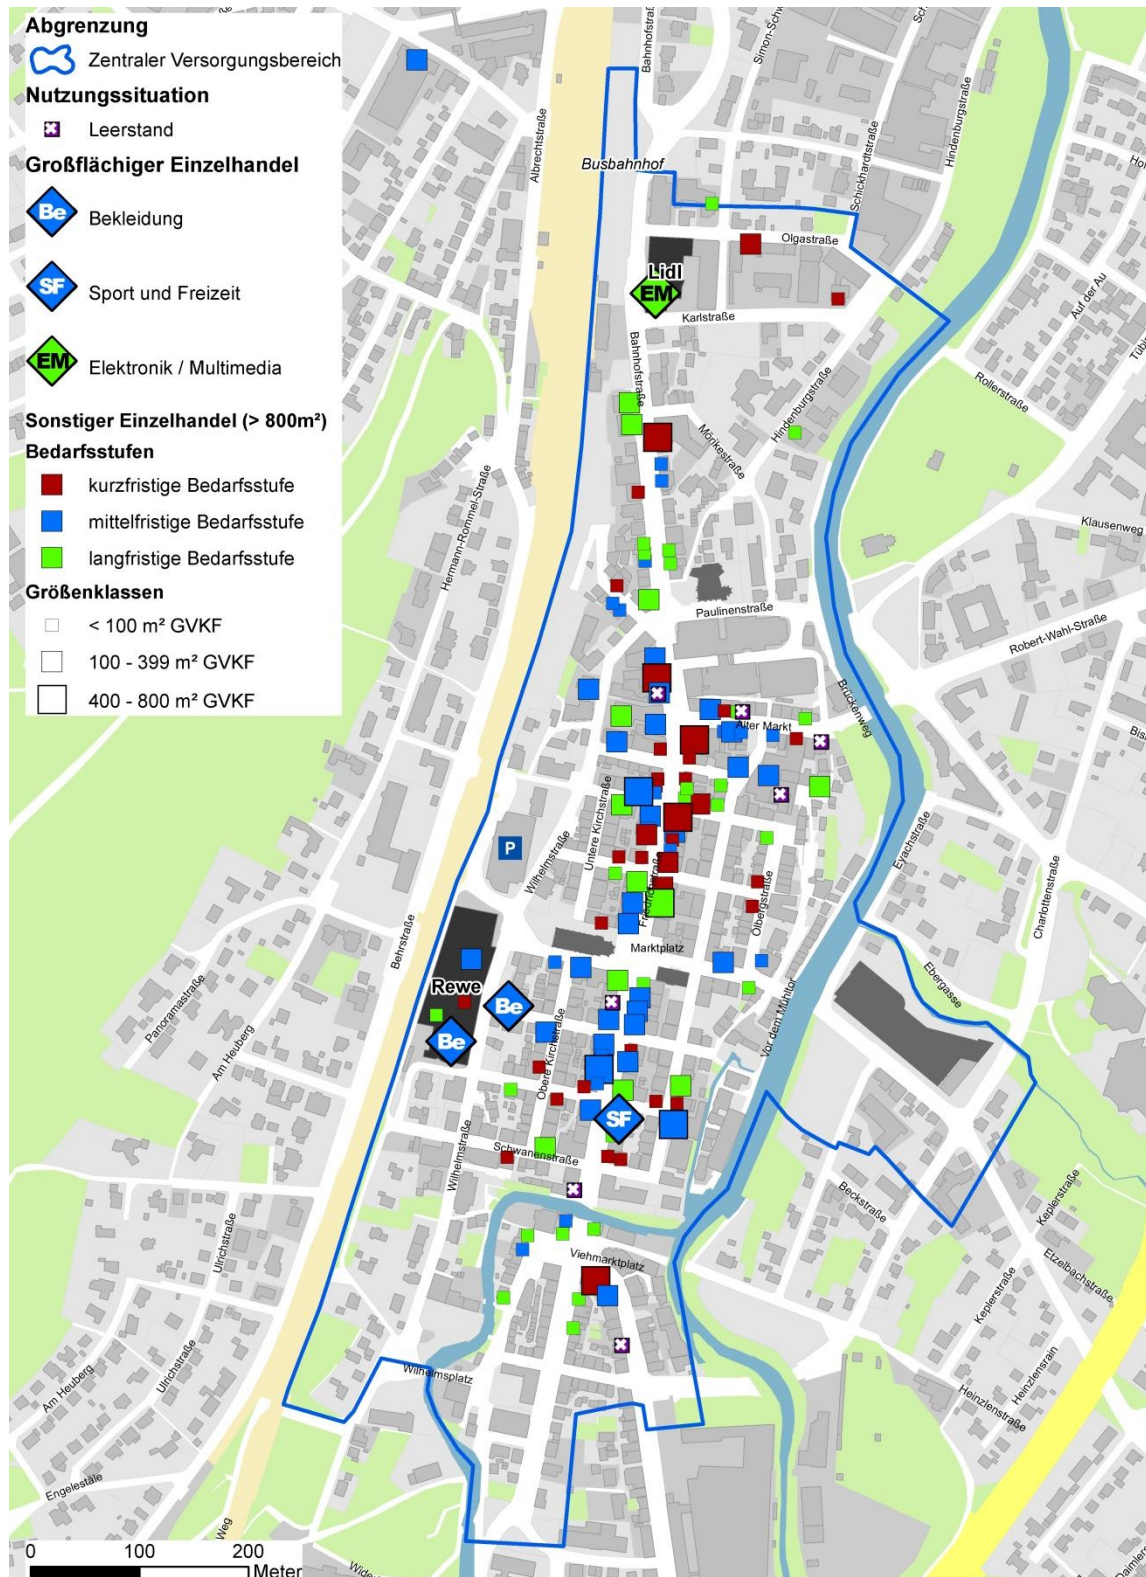 Abgrenzung
Zentraler Versorgungsbereich
Nutzungssituation
Leerstand
Großflächiger Einzelhandel
Be
Bekleidung
SF
Sport und Freizeit
EM
Elektronik / Multimedia
Sonstiger Einzelhandel (> 800m²)
Bedarfsstufen
kurzfristige Bedarfsstufe
mittelfristige Bedarfsstufe
langfristige Bedarfsstufe
Größenklassen
< 100 m² GVKF
100 - 399 m² GVKF
400 - 800 m² GVKF
Bahnhofstraße
Hindenburgstraße
Albrechtstraße
Schickhardtstraße
Busbahnhof
Olgastraße
Lidl
EM
Karlstraße
Auf der Au
Bahnhofstraße
Rollerstraße
Hindenburgstraße
Mörikestraße
Hermann-Rommel-Straße
Klausenweg
Paulinenstraße
Robert-Wahl-Straße
Brückenweg
Alter Markt
Untere Kirchstraße
P
Wilhelmstraße
Eyachstraße
Friedrichstraße
Ölbergstraße
Charlottenstraße
Behrstraße
Marktplatz
Ebergasse
Rewe
Be
Be
Panoramastraße
Am Heuberg
Vor dem Mühltor
Obere Kirchstraße
SF
Schwanenstraße
Wilhelmstraße
Beckstraße
Keplerstraße
Ulrichstraße
Viehmarktplatz
Etzelbachstraße
Keplerstraße
Ulrichstraße
Am Heuberg
Wilhelmsplatz
Heinzlensrain
Heinzlenstraße
Engelestäle
Weg
0 100 200
Meter